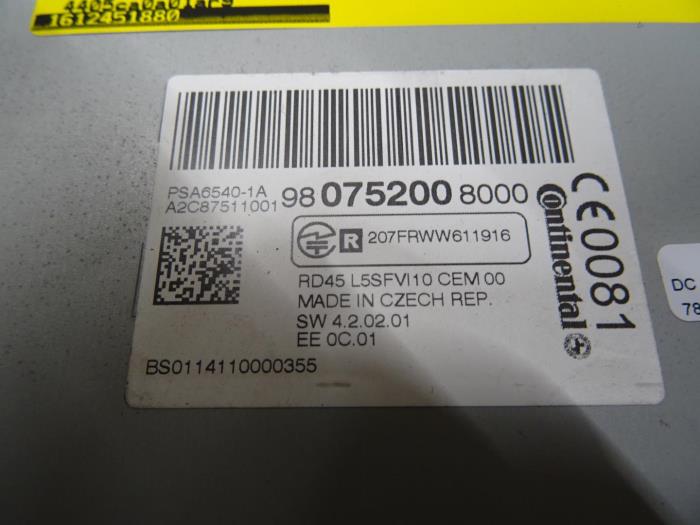 1612451880
PSA6540-1A
A2C87511001
98 075200 8000
R 207FRWW611916
RD45 L5SFVI10 CEM 00
MADE IN CZECH REP.
SW 4.2.02.01
EE 0C.01
BS0114110000355
CE0081
Continental
DC
78